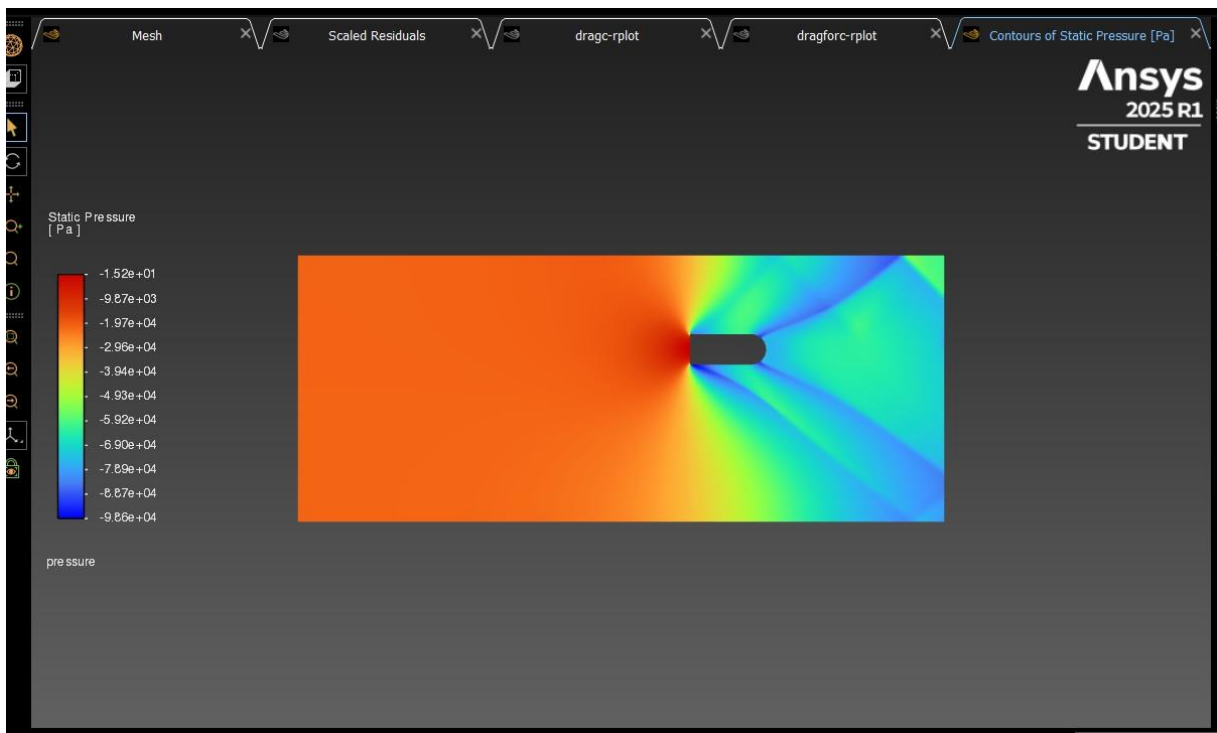 Mesh
Scaled Residuals
dragc-rplot
dragforc-rplot
Contours of Static Pressure [Pa]
Ansys
2025 R1
STUDENT
Static Pressure
[ Pa ]
-1.52e+01
-9.87e+03
-1.97e+04
-2.96e+04
-3.94e+04
-4.93e+04
-5.92e+04
-6.90e+04
-7.89e+04
-8.87e+04
-9.86e+04
pressure